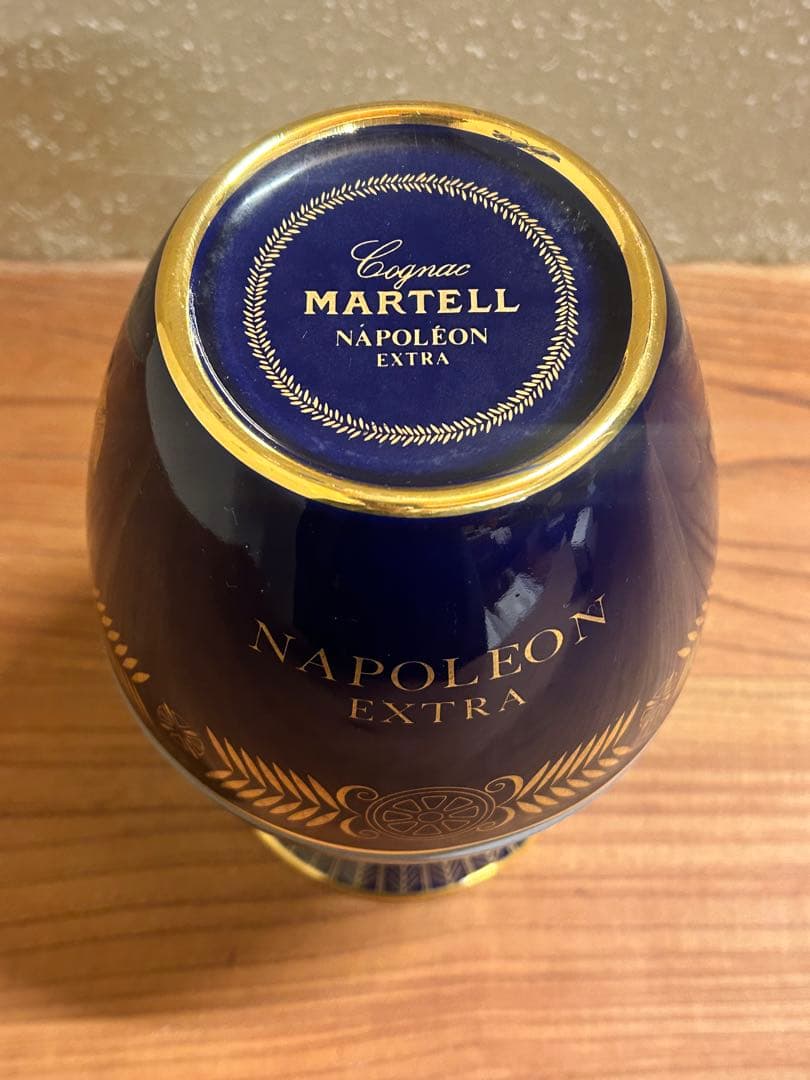 Cognac
MARTELL
NÁPOLÉON
EXTRA
NAPOLEON
EXTRA